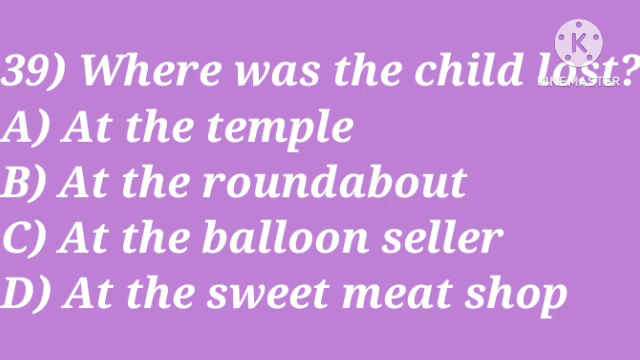 39) Where was the child lost?
A) At the temple
B) At the roundabout
C) At the balloon seller
D) At the sweet meat shop
KINEMASTER